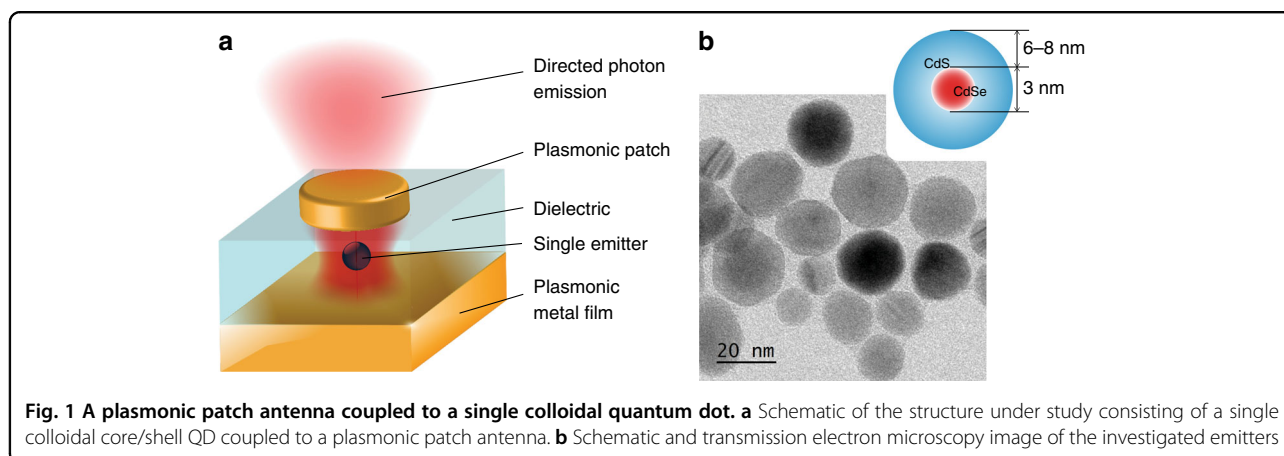 a
Directed photon
emission
Plasmonic patch
Dielectric
Single emitter
Plasmonic
metal film
b
6–8 nm
CdS
CdSe
3 nm
20 nm
Fig. 1 A plasmonic patch antenna coupled to a single colloidal quantum dot. a Schematic of the structure under study consisting of a single
colloidal core/shell QD coupled to a plasmonic patch antenna. b Schematic and transmission electron microscopy image of the investigated emitters